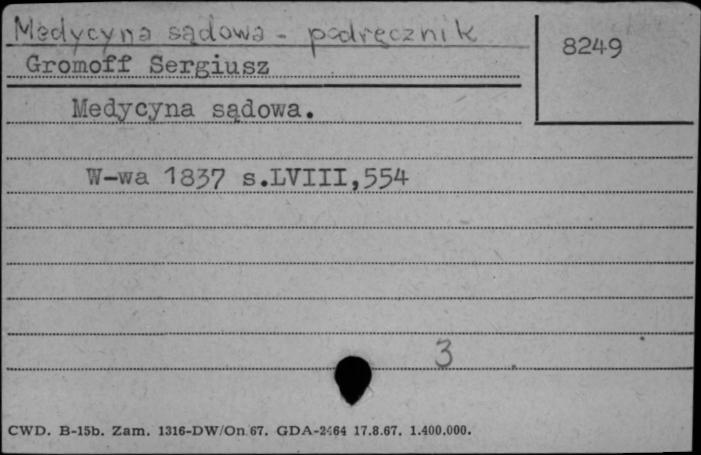 Medycyna sądowa - podręcznik
8249
Gromoff Sergiusz
Medycyna sądowa.
W-wa 1837 s.LVIII,554
3
CWD. B-15b. Zam. 1316-DW/On 67. GDA-2464 17.8.67. 1.400.000.